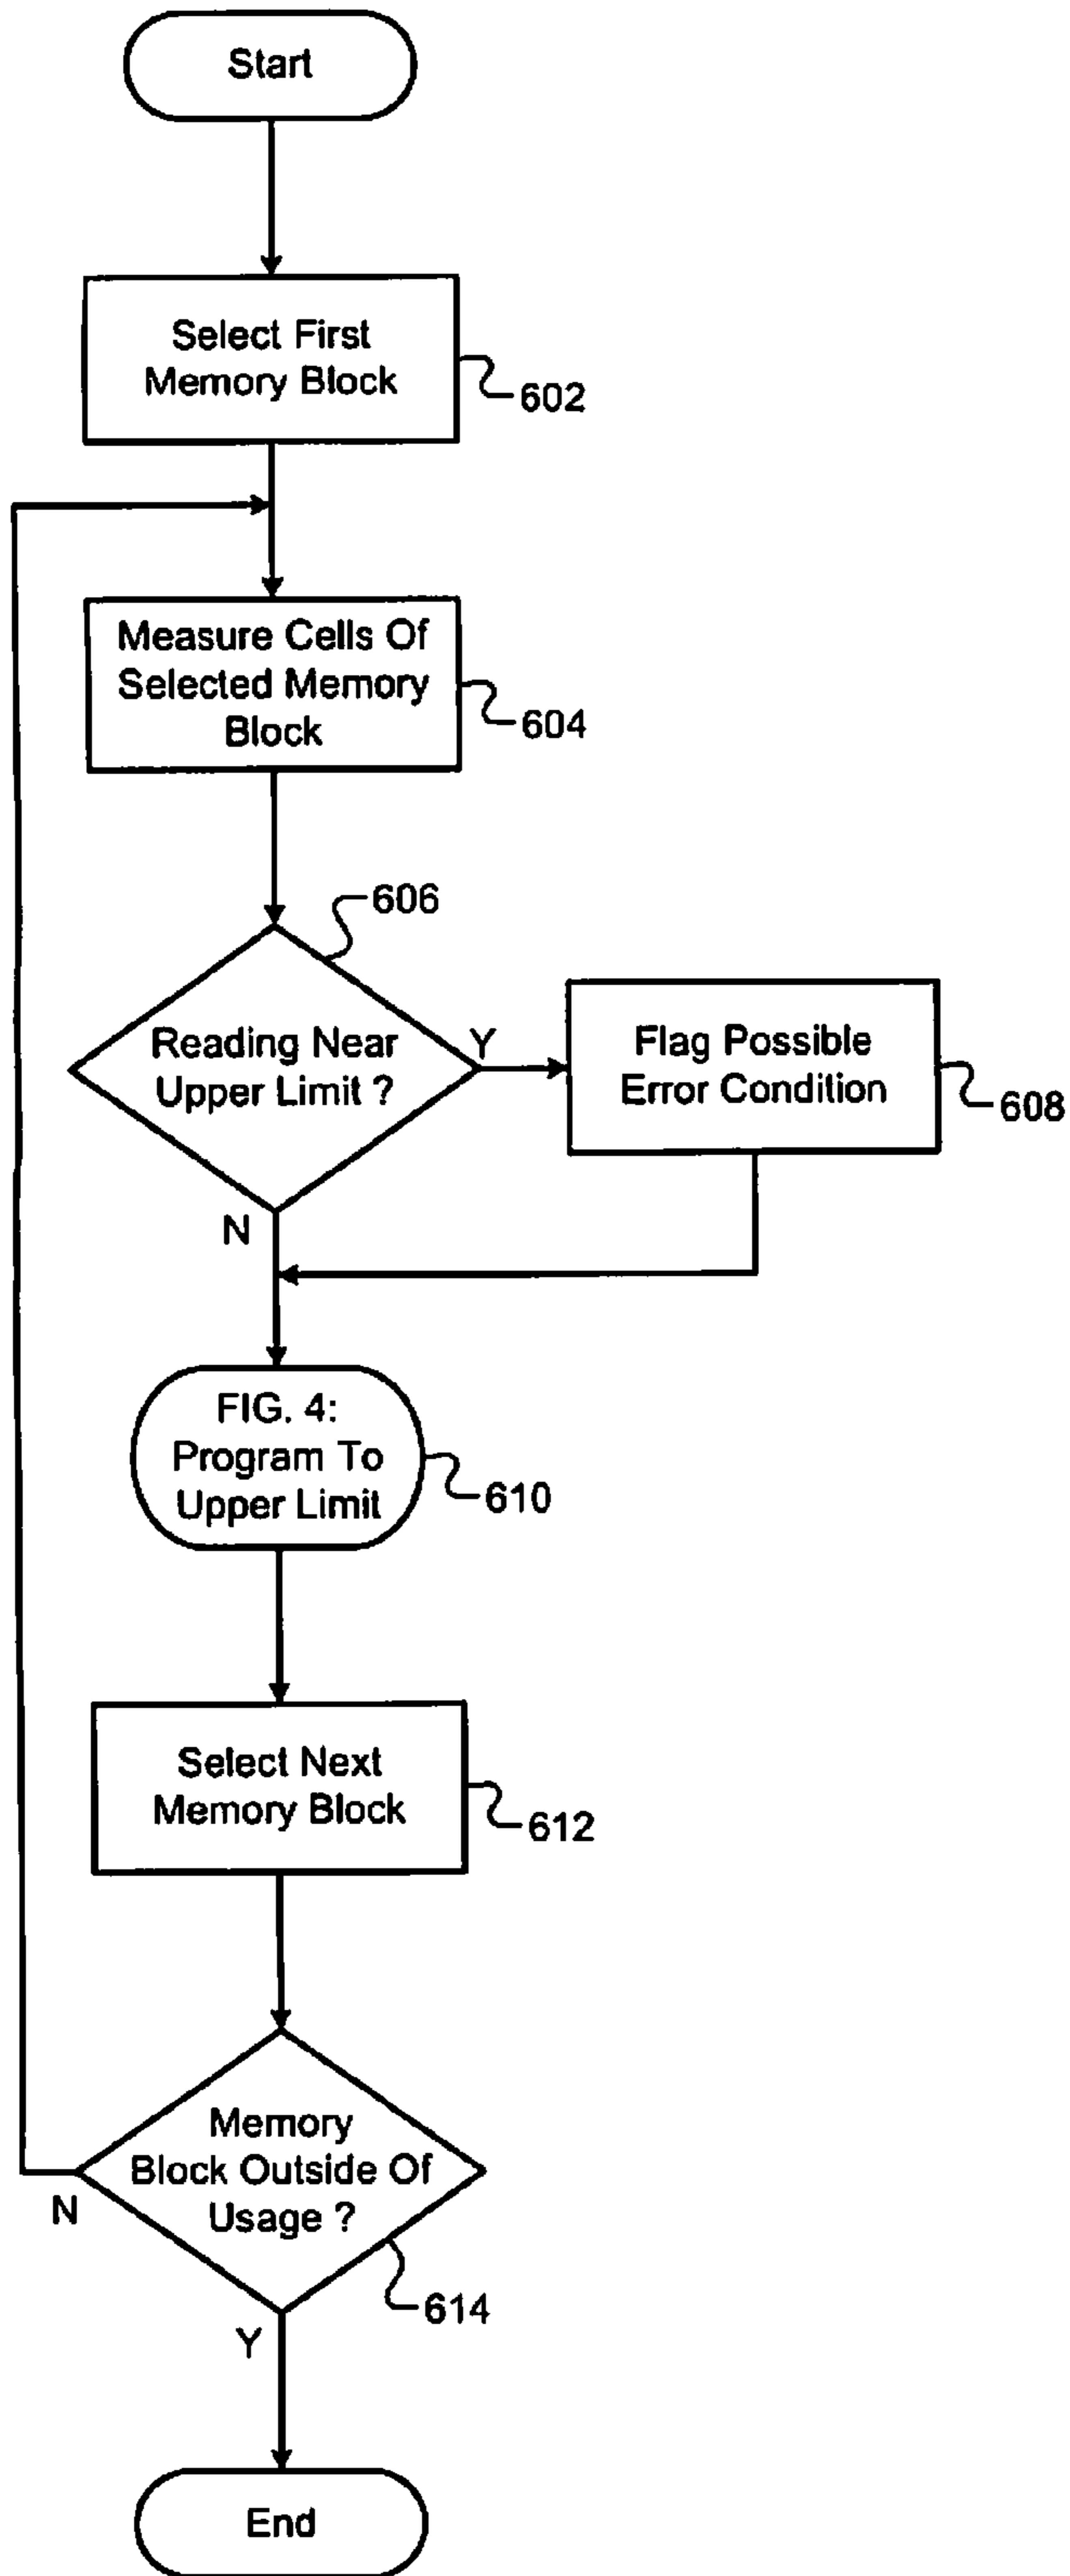 Start
Select First
Memory Block
602
Measure Cells Of
Selected Memory
Block
604
606
Reading Near
Upper Limit ?
Y
N
Flag Possible
Error Condition
608
FIG. 4:
Program To
Upper Limit
610
Select Next
Memory Block
612
Memory
Block Outside Of
Usage ?
N
614
Y
End